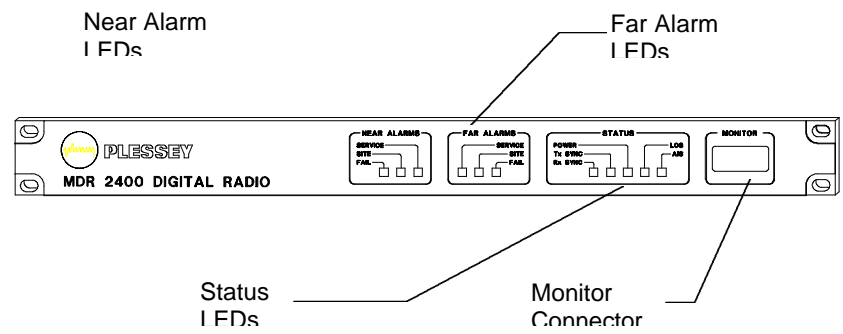 Near Alarm
LEDs
Far Alarm
LEDs
NEAR ALARMS
SERVICE
SITE
FAIL
FAR ALARMS
SERVICE
SITE
FAIL
STATUS
POWER
Tx SYNC
Rx SYNC
LOS
AIS
MONITOR
PLESSEY
MDR 2400 DIGITAL RADIO
Status
LEDs
Monitor
Connector